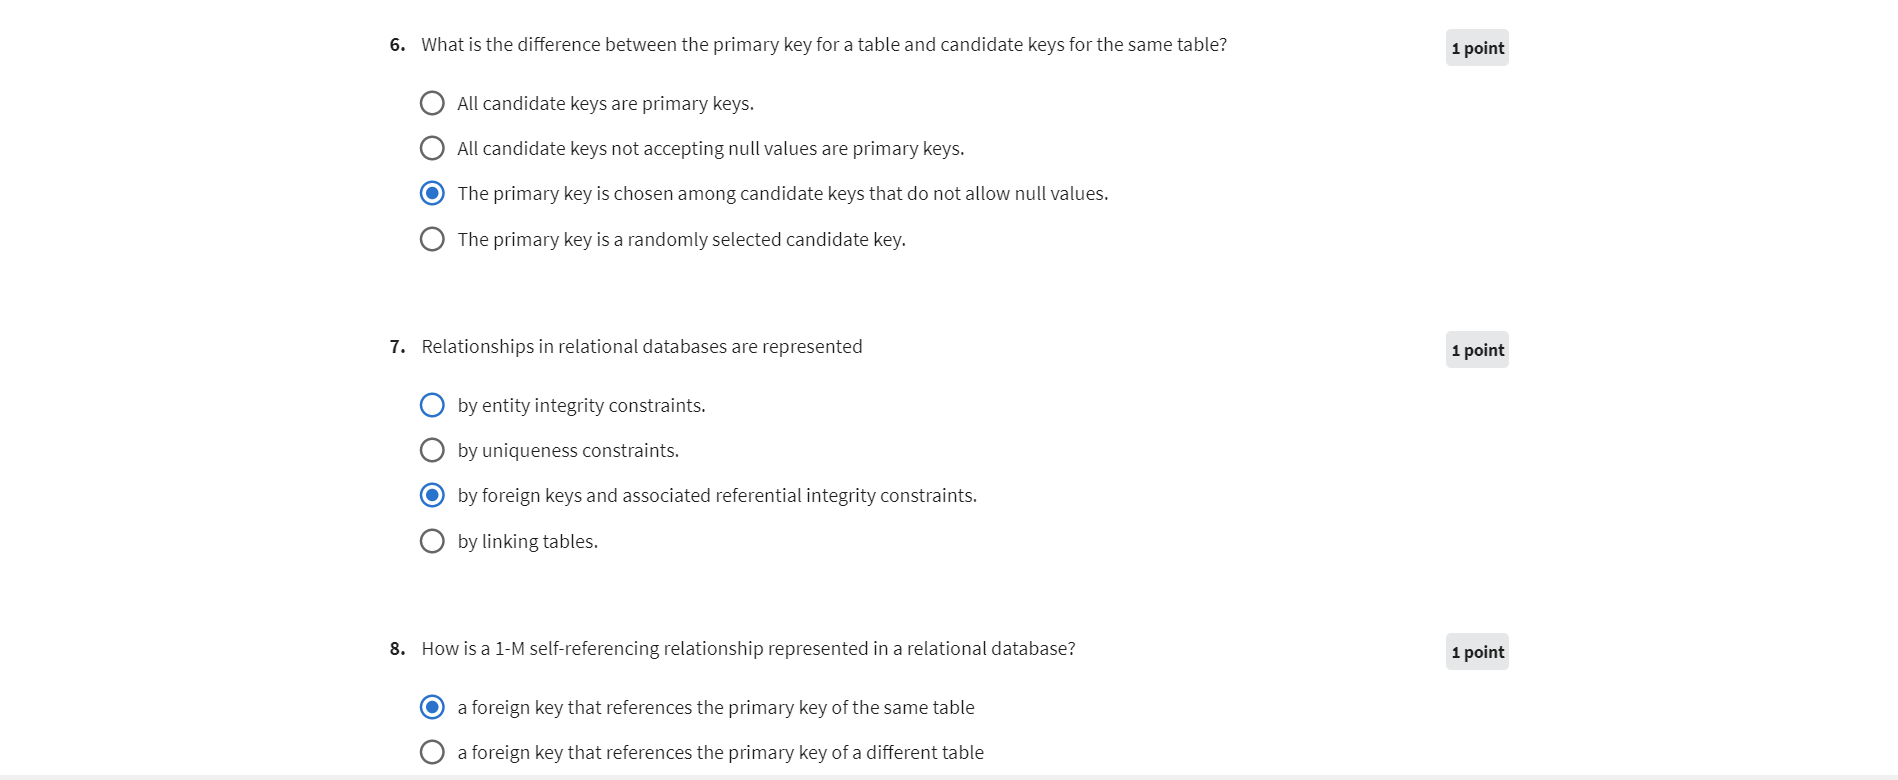 6. What is the difference between the primary key for a table and candidate keys for the same table?
1 point
All candidate keys are primary keys.
All candidate keys not accepting null values are primary keys.
The primary key is chosen among candidate keys that do not allow null values.
The primary key is a randomly selected candidate key.
7. Relationships in relational databases are represented
1 point
by entity integrity constraints.
by uniqueness constraints.
by foreign keys and associated referential integrity constraints.
by linking tables.
8. How is a 1-M self-referencing relationship represented in a relational database?
1 point
a foreign key that references the primary key of the same table
a foreign key that references the primary key of a different table